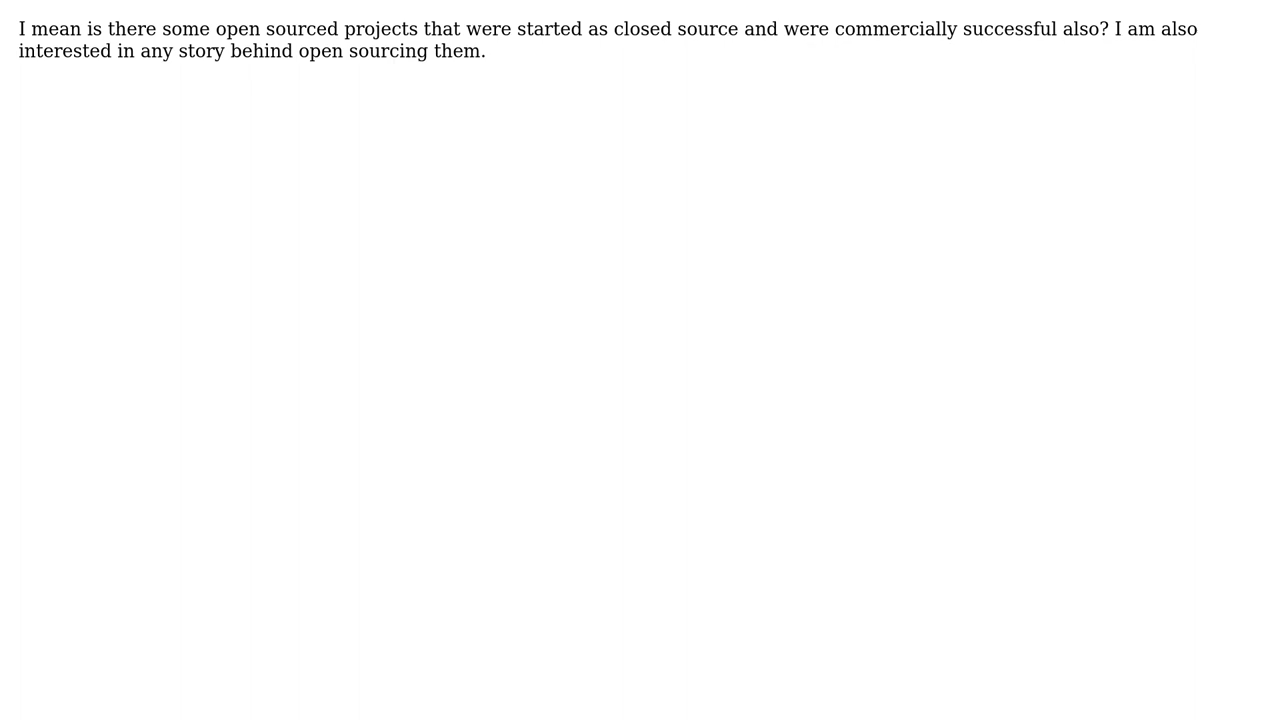 I mean is there some open sourced projects that were started as closed source and were commercially successful also? I am also
interested in any story behind open sourcing them.